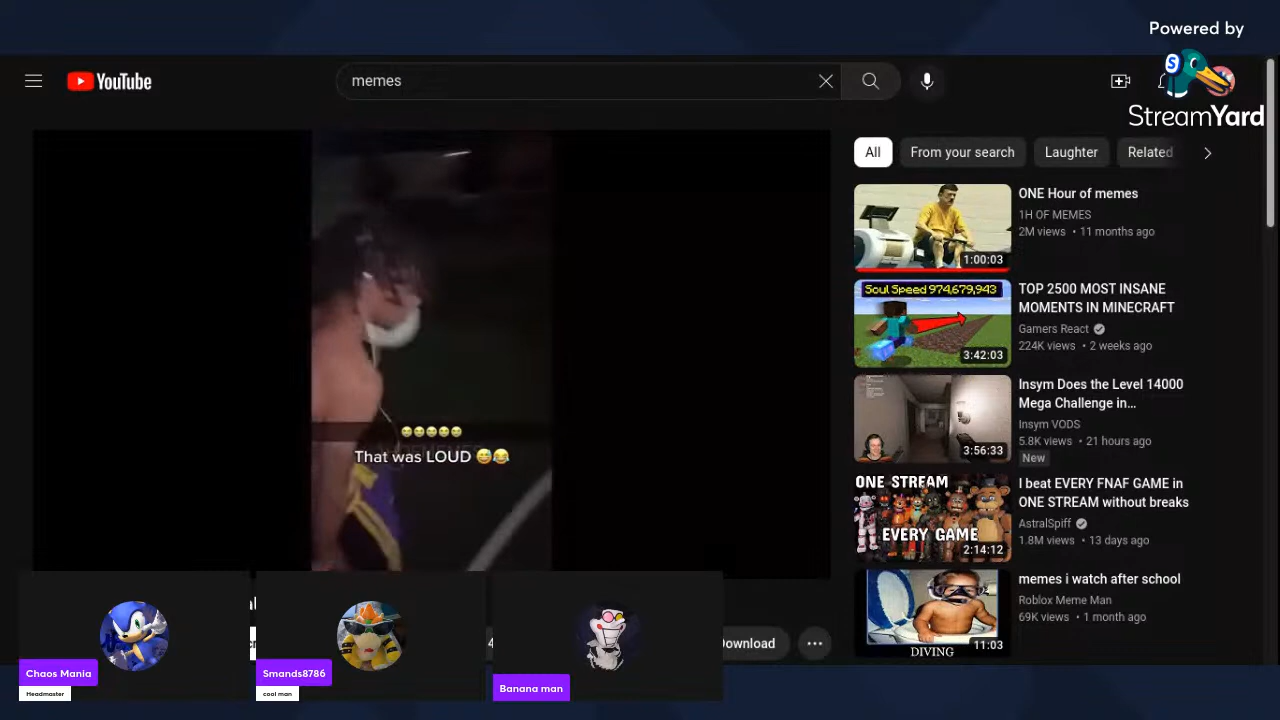 Powered by
StreamYard
YouTube
memes
All
From your search
Laughter
Related
ONE Hour of memes
1H OF MEMES
2M views • 11 months ago
1:00:03
Soul Speed 974,679,943
TOP 2500 MOST INSANE
MOMENTS IN MINECRAFT
Gamers React
224K views • 2 weeks ago
3:42:03
Insym Does the Level 14000
Mega Challenge in...
Insym VODS
5.8K views • 21 hours ago
New
3:56:33
😭😭😭😭😭
That was LOUD 😅😂
ONE STREAM
EVERY GAME
2:14:12
I beat EVERY FNAF GAME in
ONE STREAM without breaks
AstralSpiff
1.8M views • 13 days ago
memes i watch after school
Roblox Meme Man
69K views • 1 month ago
11:03
DIVING
Chaos Mania
Headmaster
Smands8786
cool man
Banana man